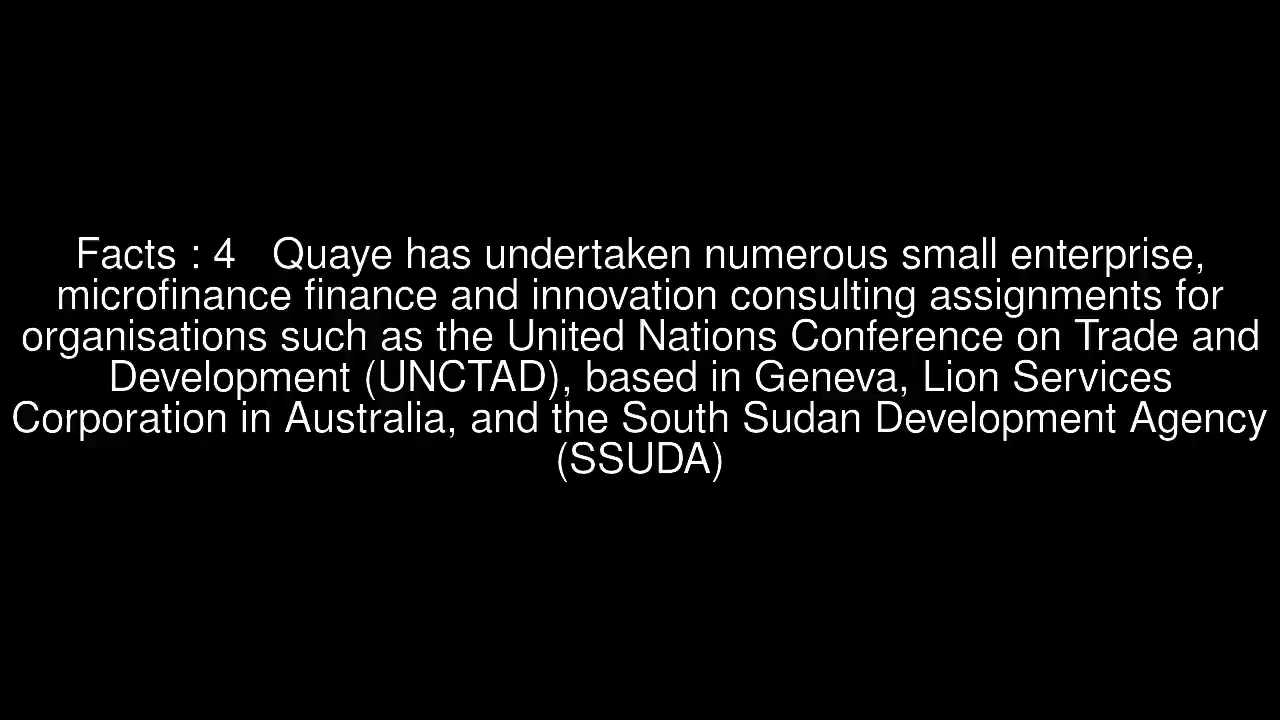 Facts : 4   Quaye has undertaken numerous small enterprise,
microfinance finance and innovation consulting assignments for
organisations such as the United Nations Conference on Trade and
Development (UNCTAD), based in Geneva, Lion Services
Corporation in Australia, and the South Sudan Development Agency
(SSUDA)